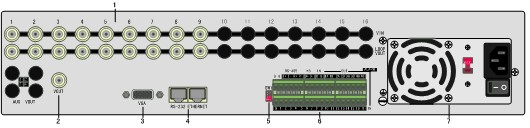 1
1 2 3 4 5 6 7 8 9 10 11 12 13 14 15 16
VIN
LOOP
VOUT
AUX VOUT
VOUT
VGA
RS-232 ETHERNET
2 3 4 5 6 7